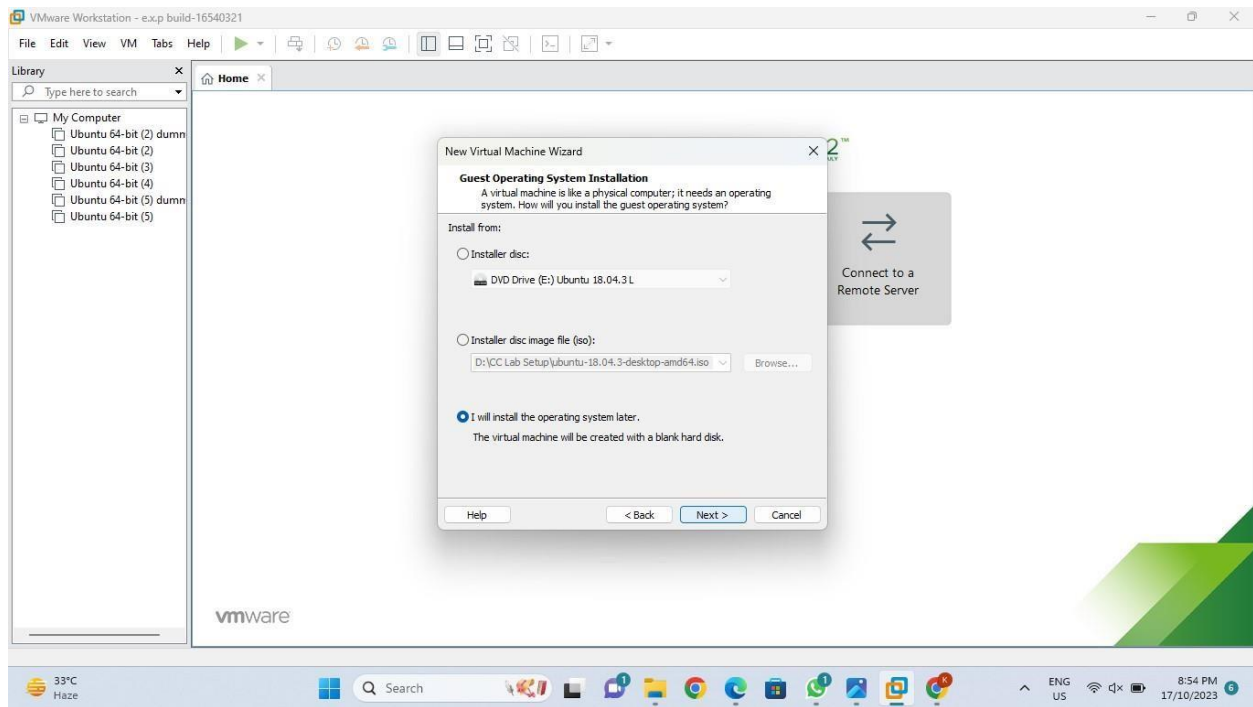 VMware Workstation - e.x.p build-16540321
File Edit View VM Tabs Help
Library
Home
Type here to search
My Computer
Ubuntu 64-bit (2) dumm
Ubuntu 64-bit (2)
Ubuntu 64-bit (3)
Ubuntu 64-bit (4)
Ubuntu 64-bit (5) dumm
Ubuntu 64-bit (5)
2™
New Virtual Machine Wizard
Guest Operating System Installation
A virtual machine is like a physical computer; it needs an operating
system. How will you install the guest operating system?
Install from:
Installer disc:
DVD Drive (E:) Ubuntu 18.04.3 L
Installer disc image file (iso):
D:\CC Lab Setup\ubuntu-18.04.3-desktop-amd64.iso
Browse...
I will install the operating system later.
The virtual machine will be created with a blank hard disk.
Help
< Back
Next >
Cancel
Connect to a
Remote Server
vmware
33°C
Haze
Search
1
1
K
ENG
US
8:54 PM
17/10/2023
6